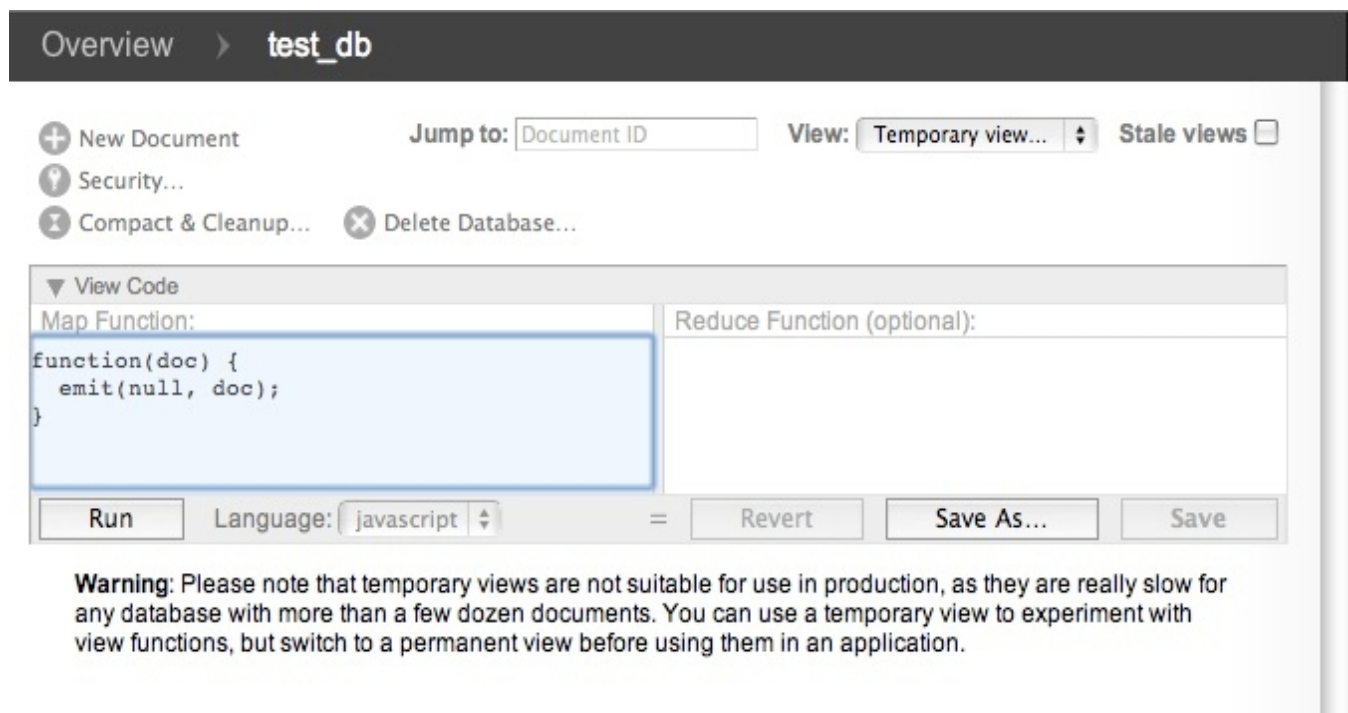 Overview > test_db
New Document Jump to: Document ID View: Temporary view... Stale views
Security...
Compact & Cleanup... Delete Database...
View Code
Map Function: Reduce Function (optional):
function(doc) {
  emit(null, doc);
}
Run Language: javascript = Revert Save As... Save
Warning: Please note that temporary views are not suitable for use in production, as they are really slow for
any database with more than a few dozen documents. You can use a temporary view to experiment with
view functions, but switch to a permanent view before using them in an application.